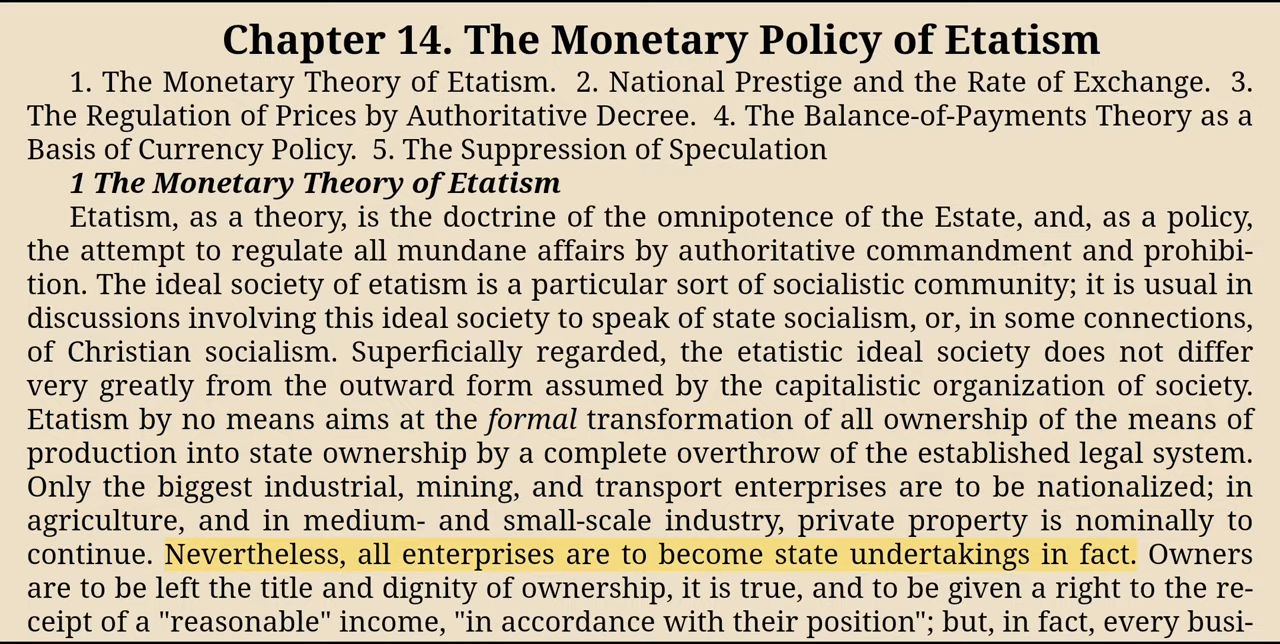 Chapter 14. The Monetary Policy of Etatism
1. The Monetary Theory of Etatism. 2. National Prestige and the Rate of Exchange. 3.
The Regulation of Prices by Authoritative Decree. 4. The Balance-of-Payments Theory as a
Basis of Currency Policy. 5. The Suppression of Speculation
1 The Monetary Theory of Etatism
Etatism, as a theory, is the doctrine of the omnipotence of the Estate, and, as a policy,
the attempt to regulate all mundane affairs by authoritative commandment and prohibi-
tion. The ideal society of etatism is a particular sort of socialistic community; it is usual in
discussions involving this ideal society to speak of state socialism, or, in some connections,
of Christian socialism. Superficially regarded, the etatistic ideal society does not differ
very greatly from the outward form assumed by the capitalistic organization of society.
Etatism by no means aims at the formal transformation of all ownership of the means of
production into state ownership by a complete overthrow of the established legal system.
Only the biggest industrial, mining, and transport enterprises are to be nationalized; in
agriculture, and in medium- and small-scale industry, private property is nominally to
continue. Nevertheless, all enterprises are to become state undertakings in fact. Owners
are to be left the title and dignity of ownership, it is true, and to be given a right to the re-
ceipt of a "reasonable" income, "in accordance with their position"; but, in fact, every busi-